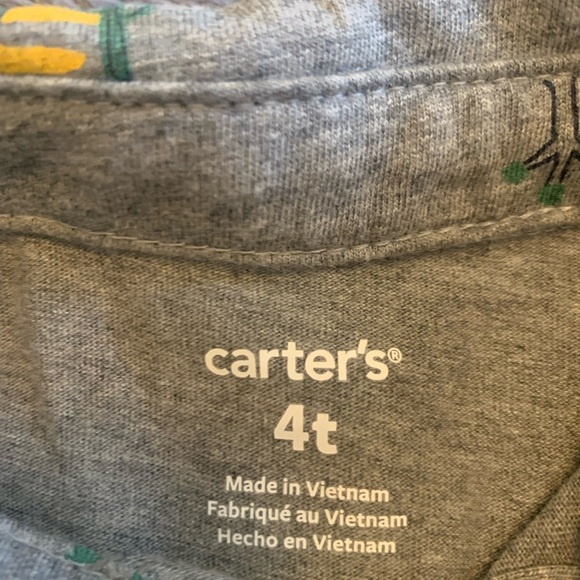 carter's®
4t
Made in Vietnam
Fabriqué au Vietnam
Hecho en Vietnam